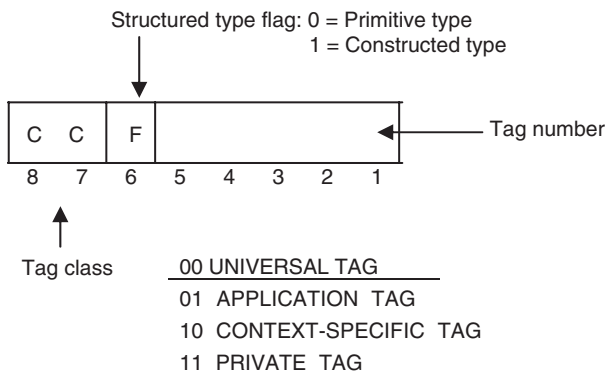 Structured type flag: 0 = Primitive type
1 = Constructed type
C C F
Tag number
8 7 6 5 4 3 2 1
Tag class
00 UNIVERSAL TAG
01 APPLICATION TAG
10 CONTEXT-SPECIFIC TAG
11 PRIVATE TAG